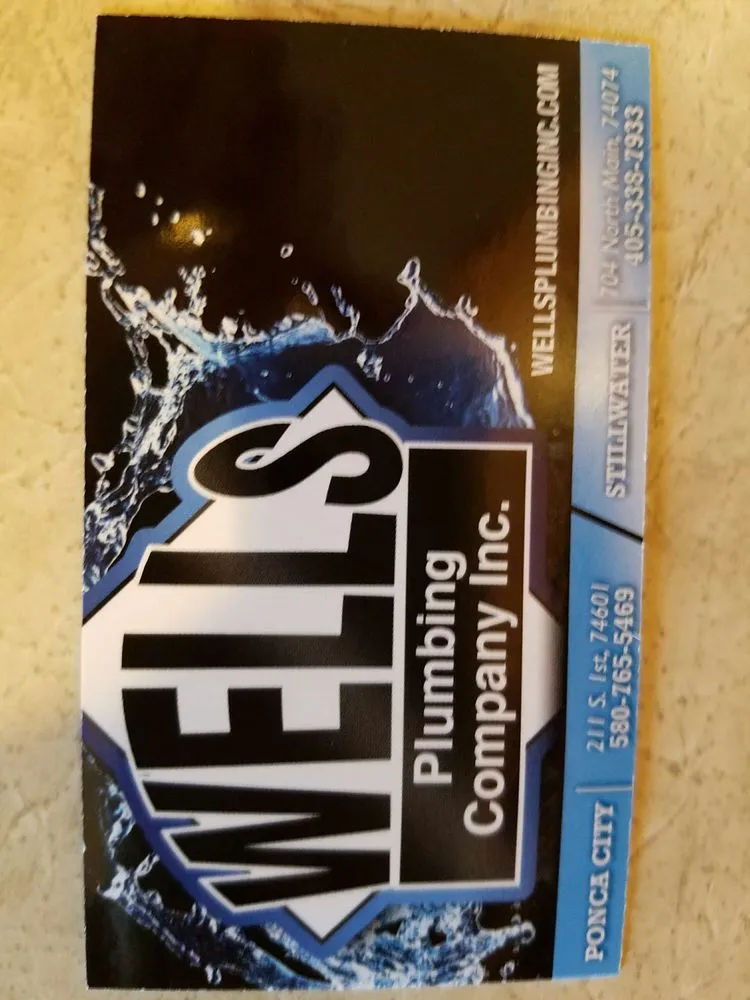 WELLS
Plumbing
Company Inc.
WELLSPLUMBINGINC.COM
PONCA CITY
211 S. 1st, 74601
580-765-5469
STILLWATER
704 North Main, 74074
405-338-7933